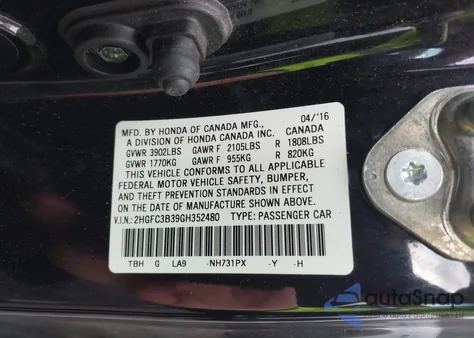 MFD. BY HONDA OF CANADA MFG., 04/'16
A DIVISION OF HONDA CANADA INC. CANADA
GVWR 3902LBS GAWR F 2105LBS R 1808LBS
GVWR 1770KG GAWR F 955KG R 820KG
THIS VEHICLE CONFORMS TO ALL APPLICABLE
FEDERAL MOTOR VEHICLE SAFETY, BUMPER,
AND THEFT PREVENTION STANDARDS IN EFFECT
ON THE DATE OF MANUFACTURE SHOWN ABOVE.
V.I.N.: 2HGFC3B39GH352480 TYPE: PASSENGER CAR
TBH G LA9 -NH731PX -Y -H
autoSnap